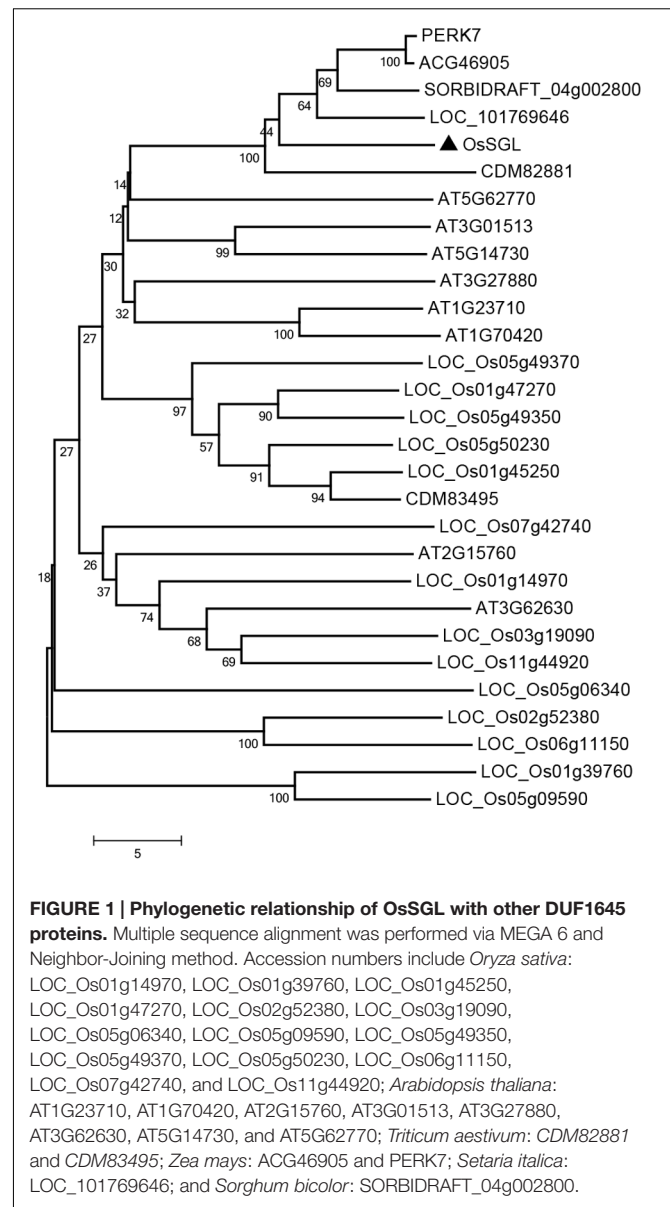 PERK7
100
ACG46905
69
SORBIDRAFT_04g002800
64
LOC_101769646
44
▲ OsSGL
100
CDM82881
14
AT5G62770
12
AT3G01513
99
AT5G14730
30
AT3G27880
32
AT1G23710
100
AT1G70420
27
LOC_Os05g49370
97
LOC_Os01g47270
90
LOC_Os05g49350
57
LOC_Os05g50230
91
LOC_Os01g45250
94
CDM83495
27
LOC_Os07g42740
26
AT2G15760
37
LOC_Os01g14970
74
AT3G62630
68
LOC_Os03g19090
69
LOC_Os11g44920
18
LOC_Os05g06340
LOC_Os02g52380
100
LOC_Os06g11150
LOC_Os01g39760
100
LOC_Os05g09590
5
FIGURE 1 | Phylogenetic relationship of OsSGL with other DUF1645
proteins. Multiple sequence alignment was performed via MEGA 6 and
Neighbor-Joining method. Accession numbers include Oryza sativa:
LOC_Os01g14970, LOC_Os01g39760, LOC_Os01g45250,
LOC_Os01g47270, LOC_Os02g52380, LOC_Os03g19090,
LOC_Os05g06340, LOC_Os05g09590, LOC_Os05g49350,
LOC_Os05g49370, LOC_Os05g50230, LOC_Os06g11150,
LOC_Os07g42740, and LOC_Os11g44920; Arabidopsis thaliana:
AT1G23710, AT1G70420, AT2G15760, AT3G01513, AT3G27880,
AT3G62630, AT5G14730, and AT5G62770; Triticum aestivum: CDM82881
and CDM83495; Zea mays: ACG46905 and PERK7; Setaria italica:
LOC_101769646; and Sorghum bicolor: SORBIDRAFT_04g002800.